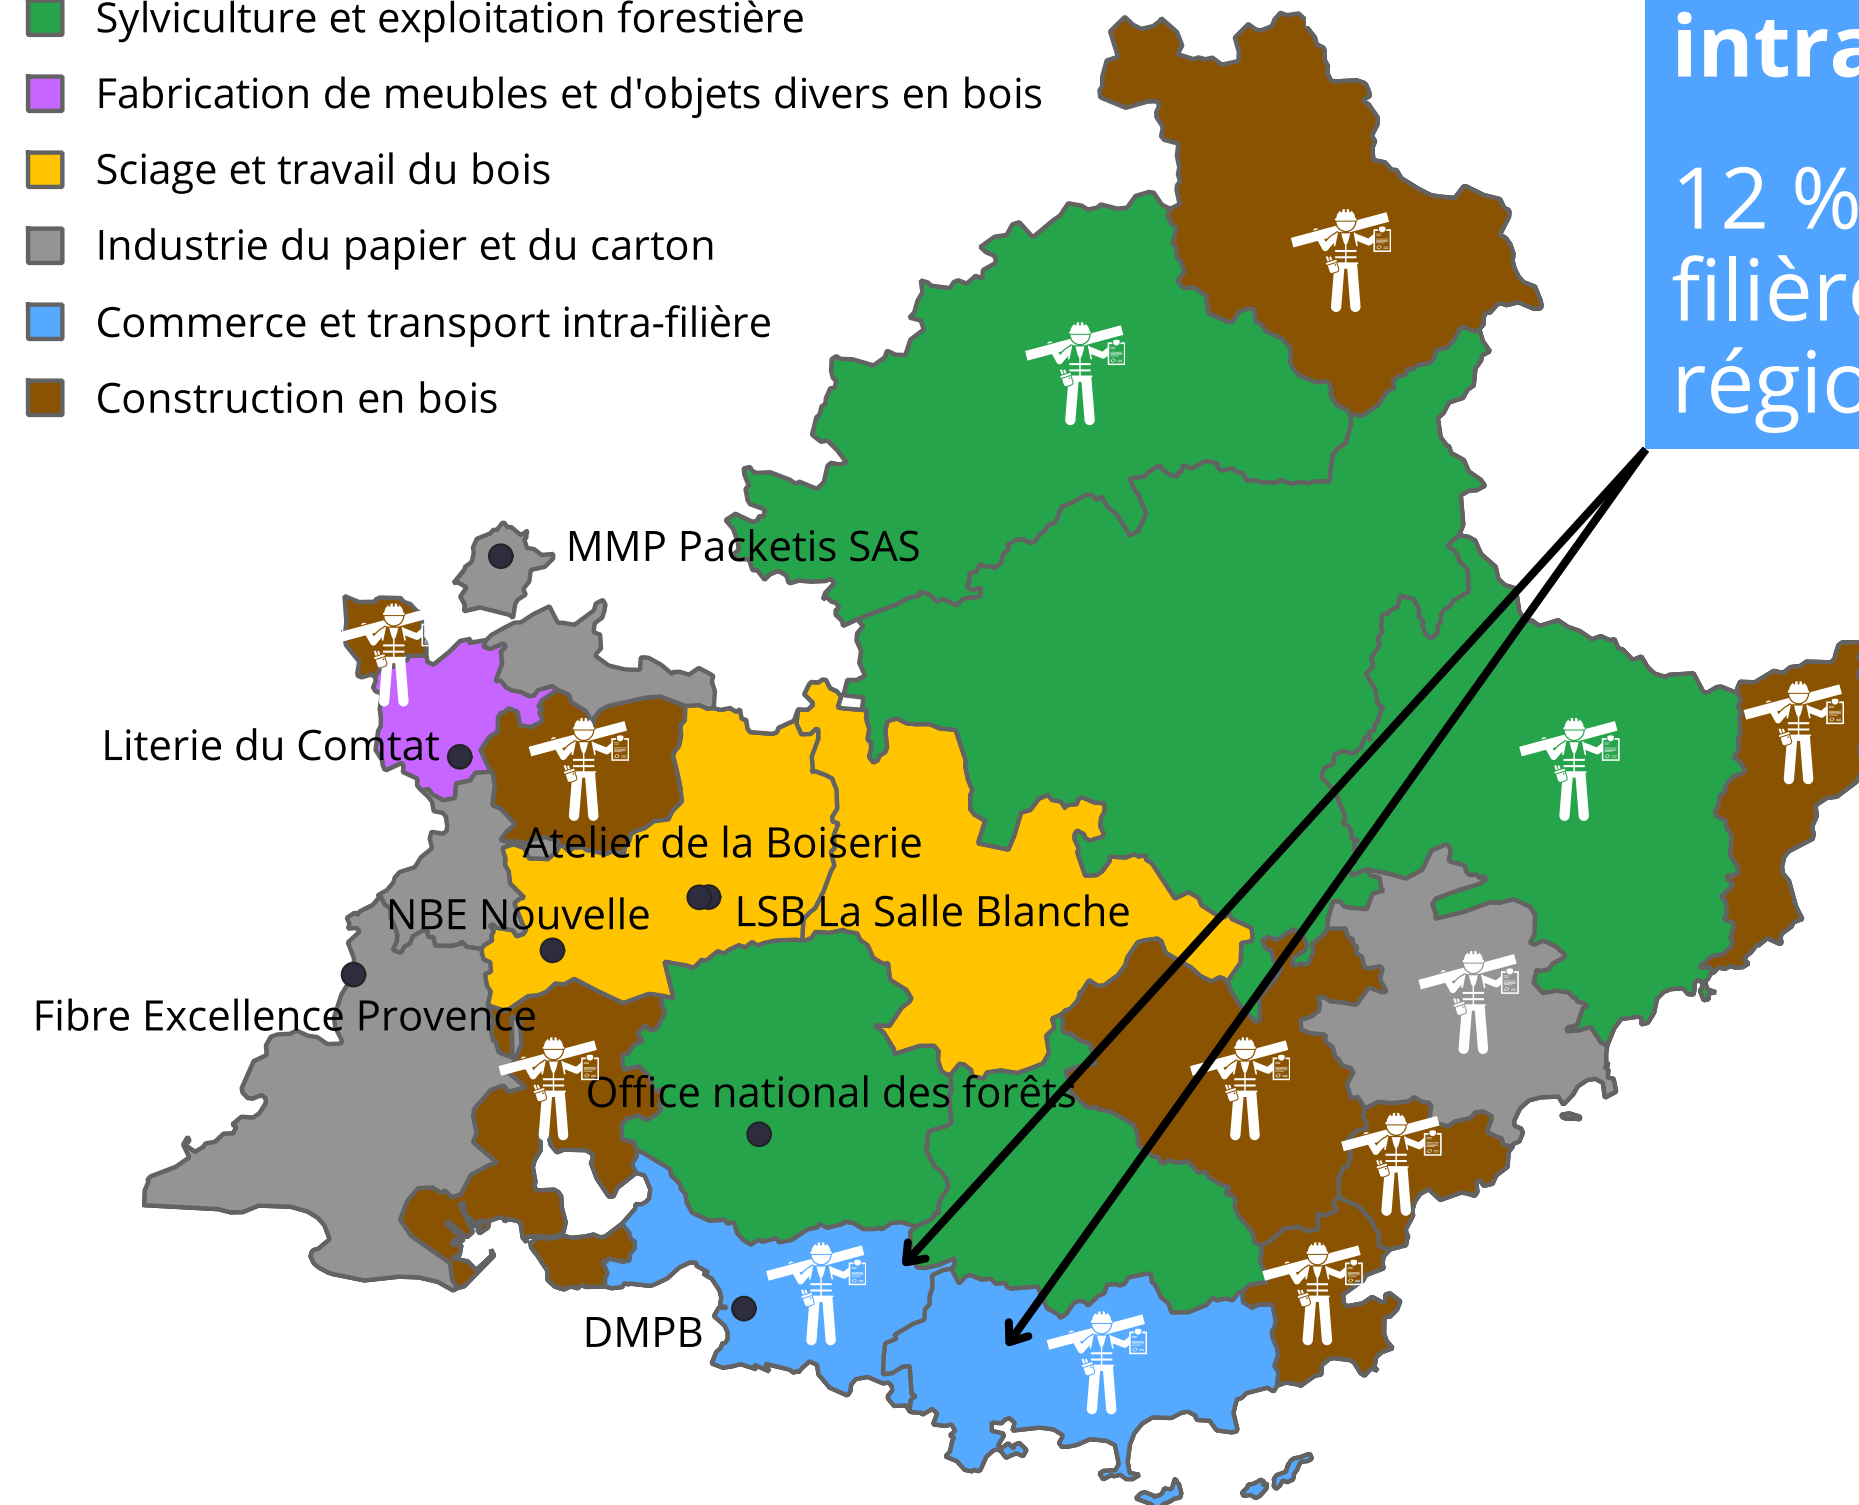 Sylviculture et exploitation forestière
Fabrication de meubles et d'objets divers en bois
Sciage et travail du bois
Industrie du papier et du carton
Commerce et transport intra-filière
Construction en bois
intra
12 %
filière
régio
MMP Packetis SAS
Literie du Comtat
Atelier de la Boiserie
NBE Nouvelle
LSB La Salle Blanche
Fibre Excellence Provence
Office national des forêts
DMPB